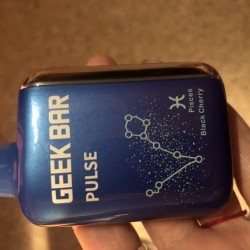 GEEK BAR
PULSE
Pisces
Black Cherry